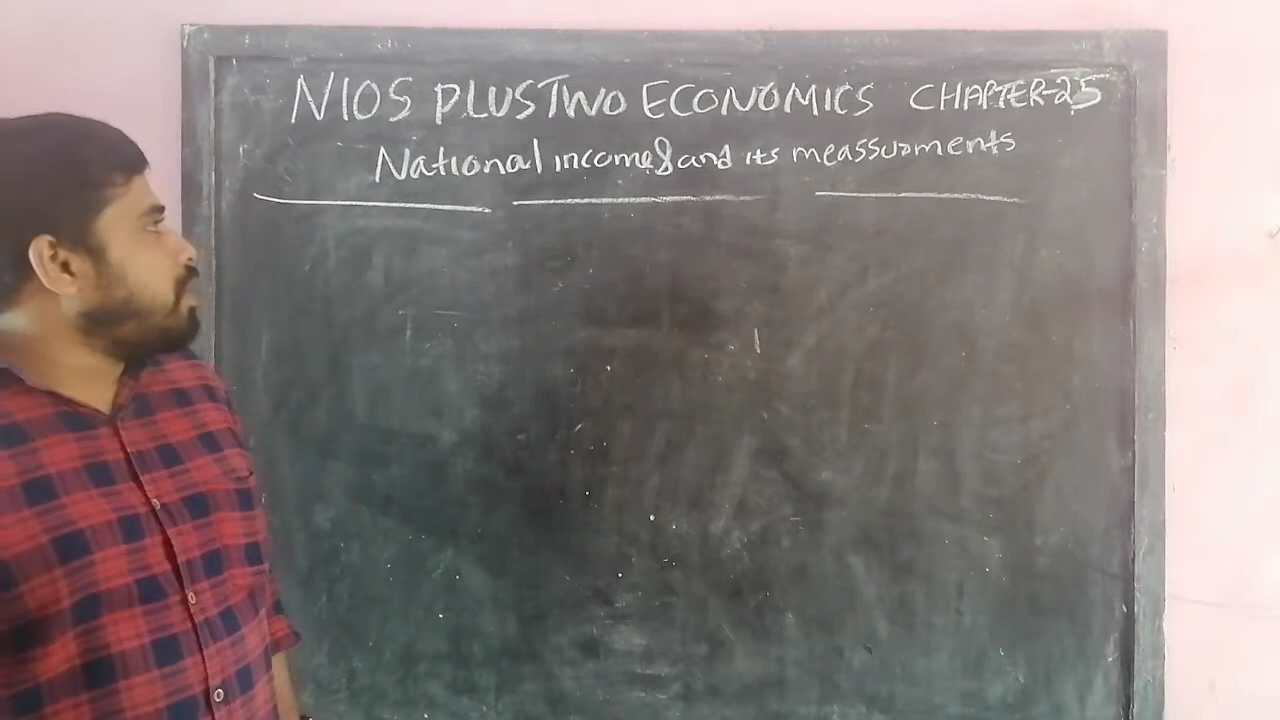 NIOS PLUSTWO ECONOMICS CHAPTER-25
National income& and its meassurments